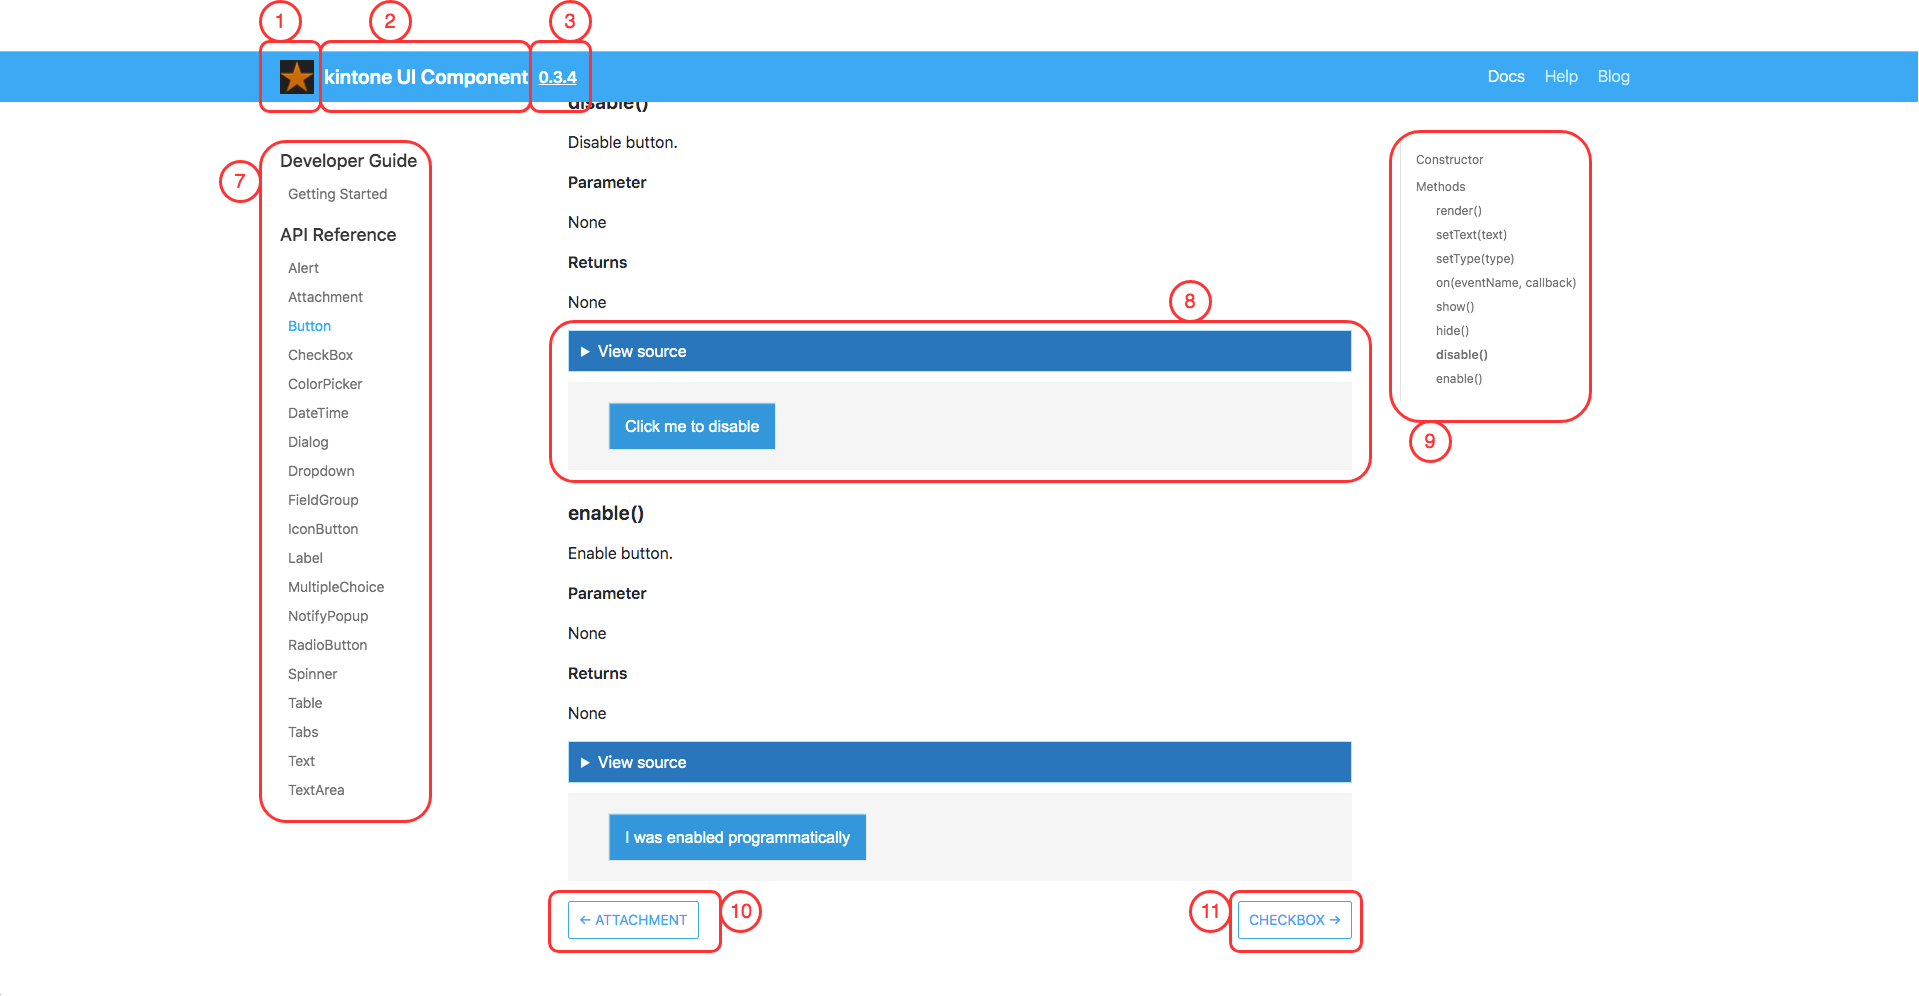 1
2
3
kintone UI Component 0.3.4
Docs Help Blog
7
Developer Guide
Getting Started
API Reference
Alert
Attachment
Button
CheckBox
ColorPicker
DateTime
Dialog
Dropdown
FieldGroup
IconButton
Label
MultipleChoice
NotifyPopup
RadioButton
Spinner
Table
Tabs
Text
TextArea
disable()
Disable button.
Parameter
None
Returns
None
8
▶ View source
Click me to disable
enable()
Enable button.
Parameter
None
Returns
None
▶ View source
I was enabled programmatically
← ATTACHMENT
10
11
CHECKBOX →
Constructor
Methods
render()
setText(text)
setType(type)
on(eventName, callback)
show()
hide()
disable()
enable()
9